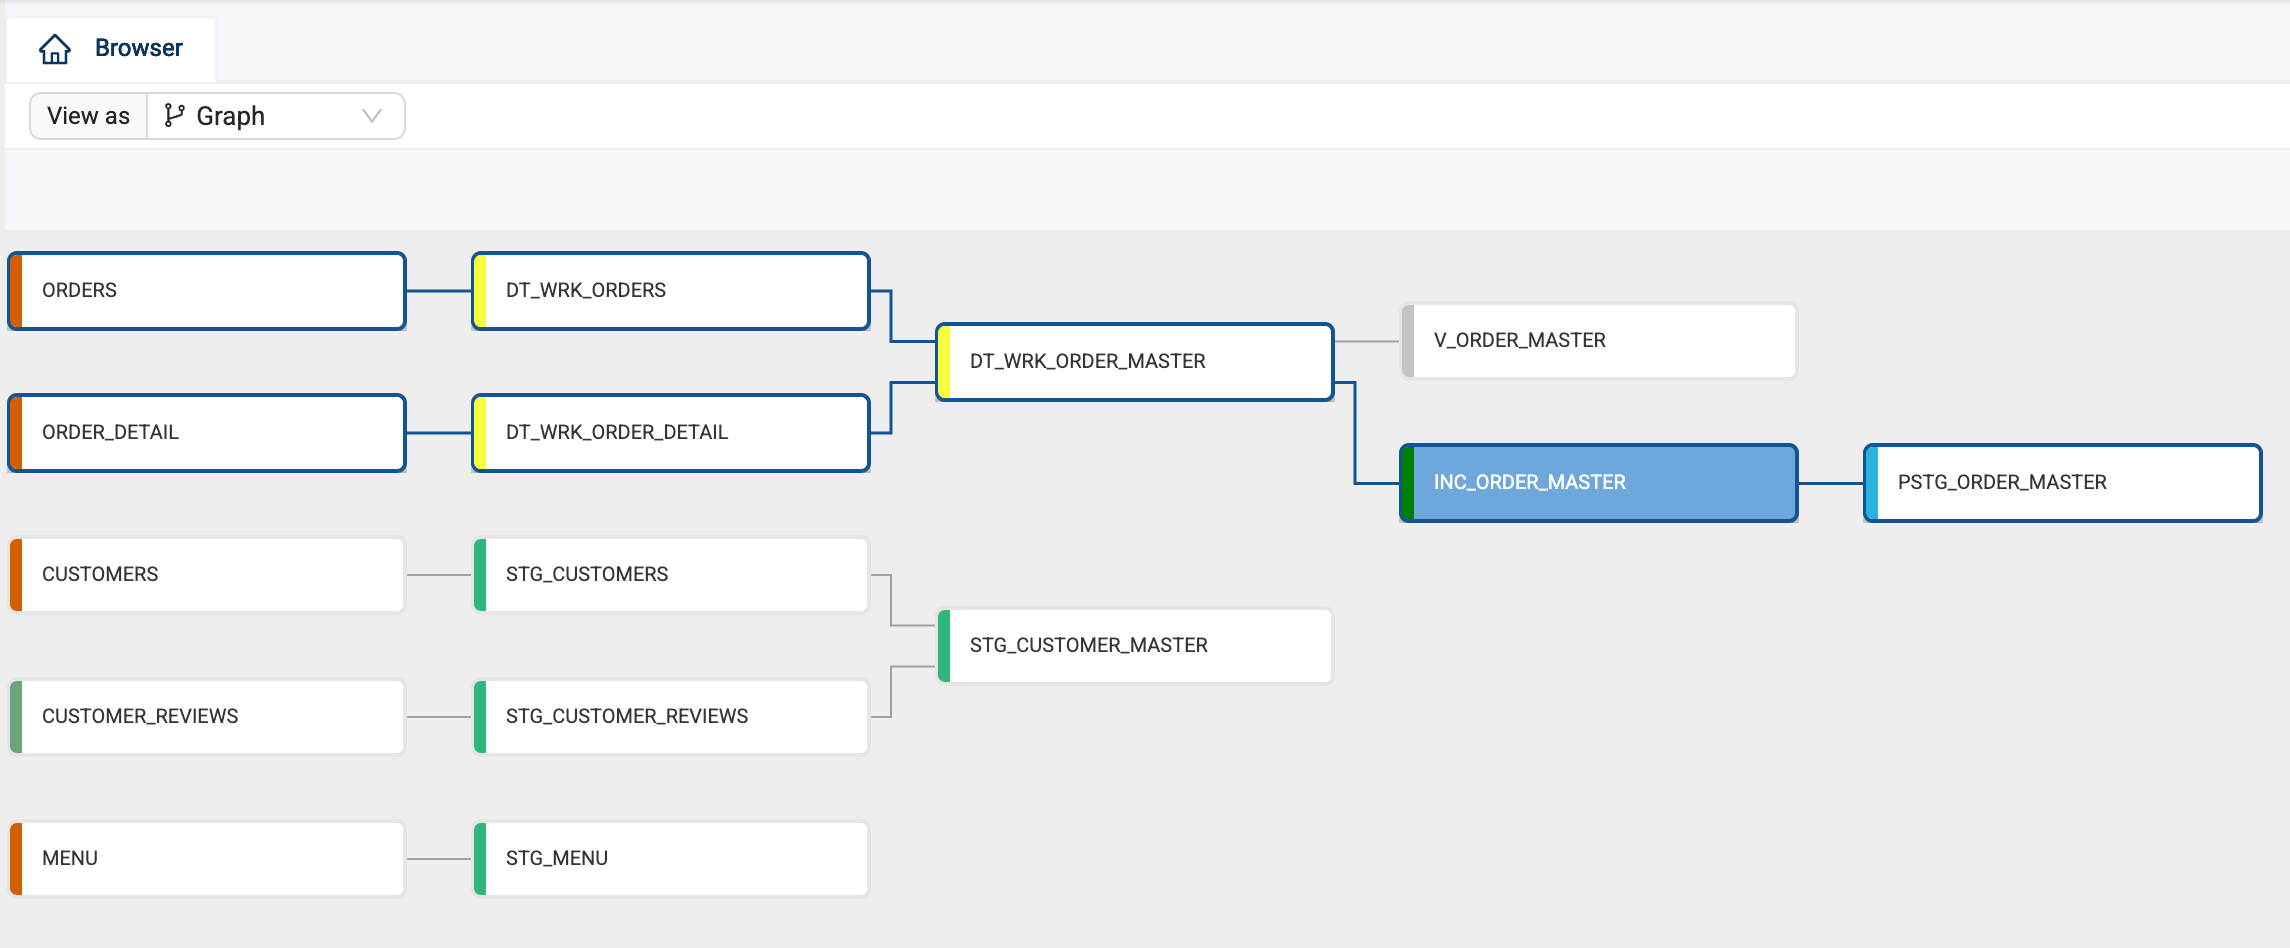 Browser
View as
Graph
ORDERS
DT_WRK_ORDERS
V_ORDER_MASTER
DT_WRK_ORDER_MASTER
ORDER_DETAIL
DT_WRK_ORDER_DETAIL
INC_ORDER_MASTER
PSTG_ORDER_MASTER
CUSTOMERS
STG_CUSTOMERS
STG_CUSTOMER_MASTER
CUSTOMER_REVIEWS
STG_CUSTOMER_REVIEWS
MENU
STG_MENU